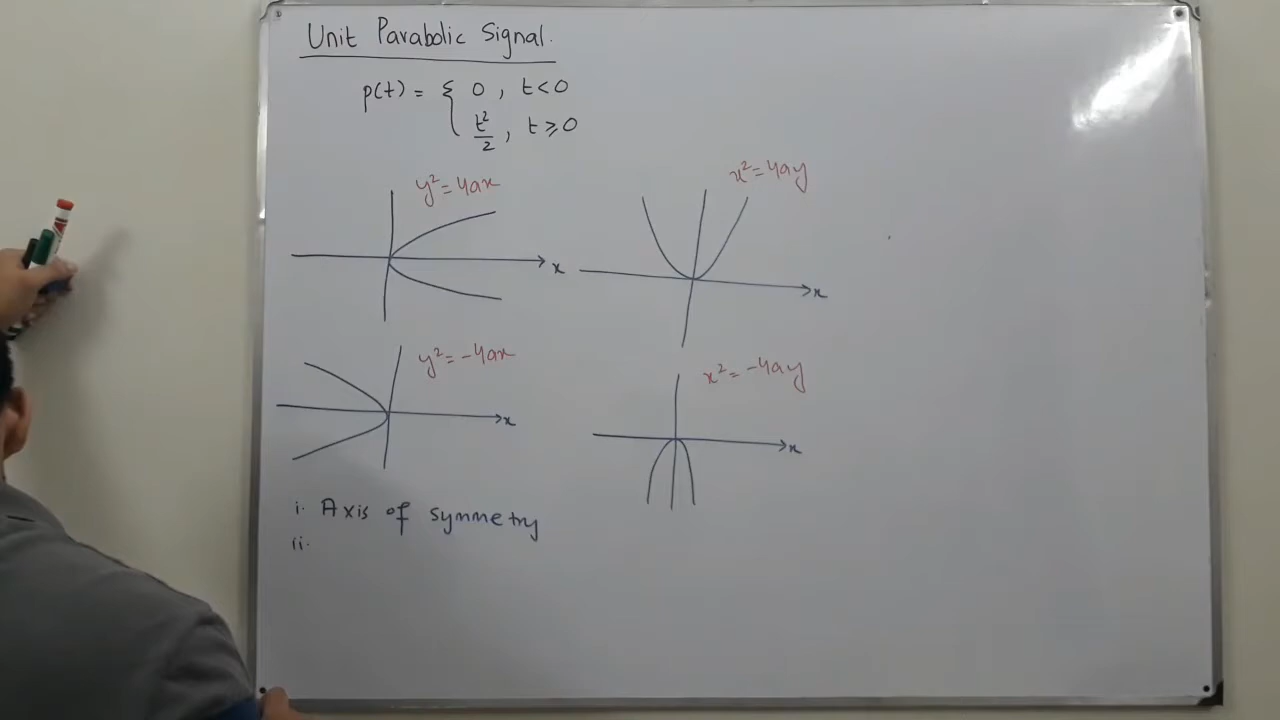 Unit Parabolic Signal.
p(t) = { 0 , t < 0
t²/2 , t ⩾ 0
y² = 4ax
x
x² = 4ay
x
y² = -4ax
x
x² = -4ay
x
i. Axis of symmetry
ii.